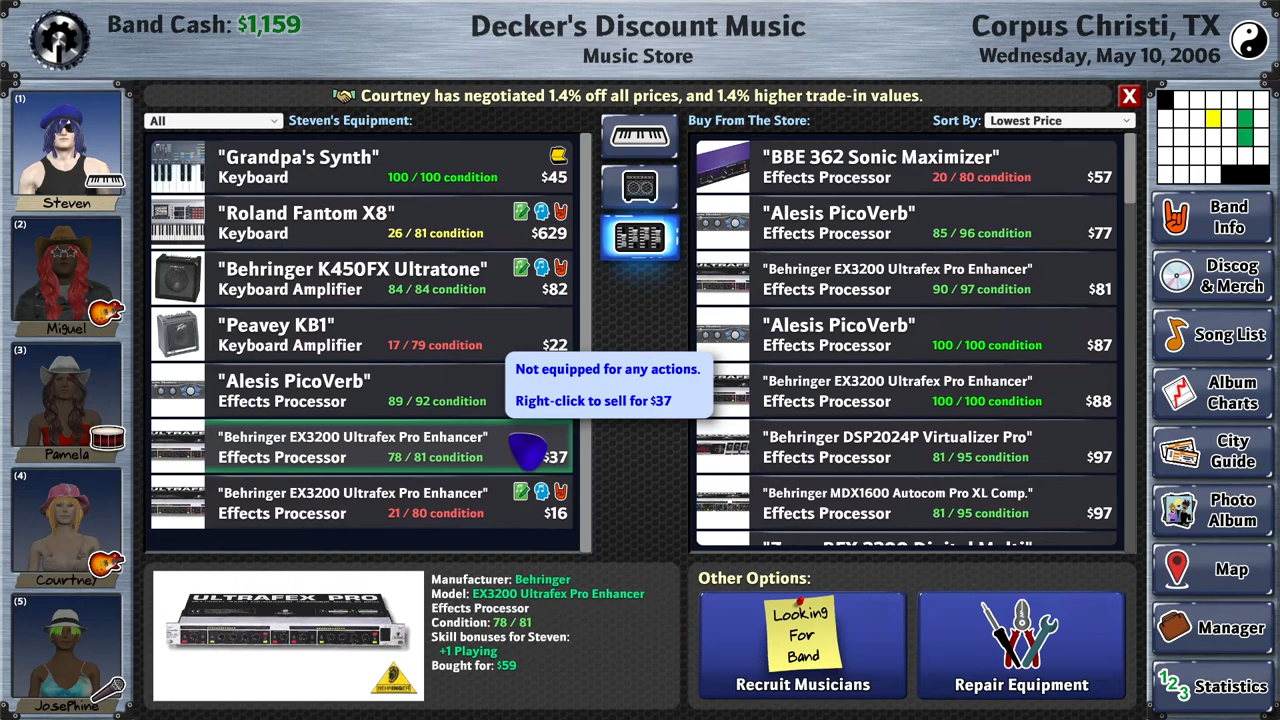 Band Cash: $1,159
Decker's Discount Music
Music Store
Corpus Christi, TX
Wednesday, May 10, 2006
Courtney has negotiated 1.4% off all prices, and 1.4% higher trade-in values.
X
All
Steven's Equipment:
Buy From The Store:
Sort By: Lowest Price
(1)
Steven
(2)
Miguel
(3)
Pamela
(4)
Courtney
(5)
Josephine
"Grandpa's Synth"
Keyboard 100 / 100 condition $45
"Roland Fantom X8"
Keyboard 26 / 81 condition $629
"Behringer K450FX Ultratone"
Keyboard Amplifier 84 / 84 condition $82
"Peavey KB1"
Keyboard Amplifier 17 / 79 condition $22
"Alesis PicoVerb"
Effects Processor 89 / 92 condition
"Behringer EX3200 Ultrafex Pro Enhancer"
Effects Processor 78 / 81 condition $37
"Behringer EX3200 Ultrafex Pro Enhancer"
Effects Processor 21 / 80 condition $16
Not equipped for any actions.
Right-click to sell for $37
"BBE 362 Sonic Maximizer"
Effects Processor 20 / 80 condition $57
"Alesis PicoVerb"
Effects Processor 85 / 96 condition $77
"Behringer EX3200 Ultrafex Pro Enhancer"
Effects Processor 90 / 97 condition $81
"Alesis PicoVerb"
Effects Processor 100 / 100 condition $87
"Behringer EX3200 Ultrafex Pro Enhancer"
Effects Processor 100 / 100 condition $88
"Behringer DSP2024P Virtualizer Pro"
Effects Processor 81 / 95 condition $97
"Behringer MDX1600 Autocom Pro XL Comp."
Effects Processor 81 / 95 condition $97
ULTRAFEX PRO
BEHRINGER
Manufacturer: Behringer
Model: EX3200 Ultrafex Pro Enhancer
Effects Processor
Condition: 78 / 81
Skill bonuses for Steven:
+1 Playing
Bought for: $59
Other Options:
Looking
For
Band
Recruit Musicians
Repair Equipment
Band
Info
Discog
& Merch
Song List
Album
Charts
City
Guide
Photo
Album
Map
Manager
123
Statistics